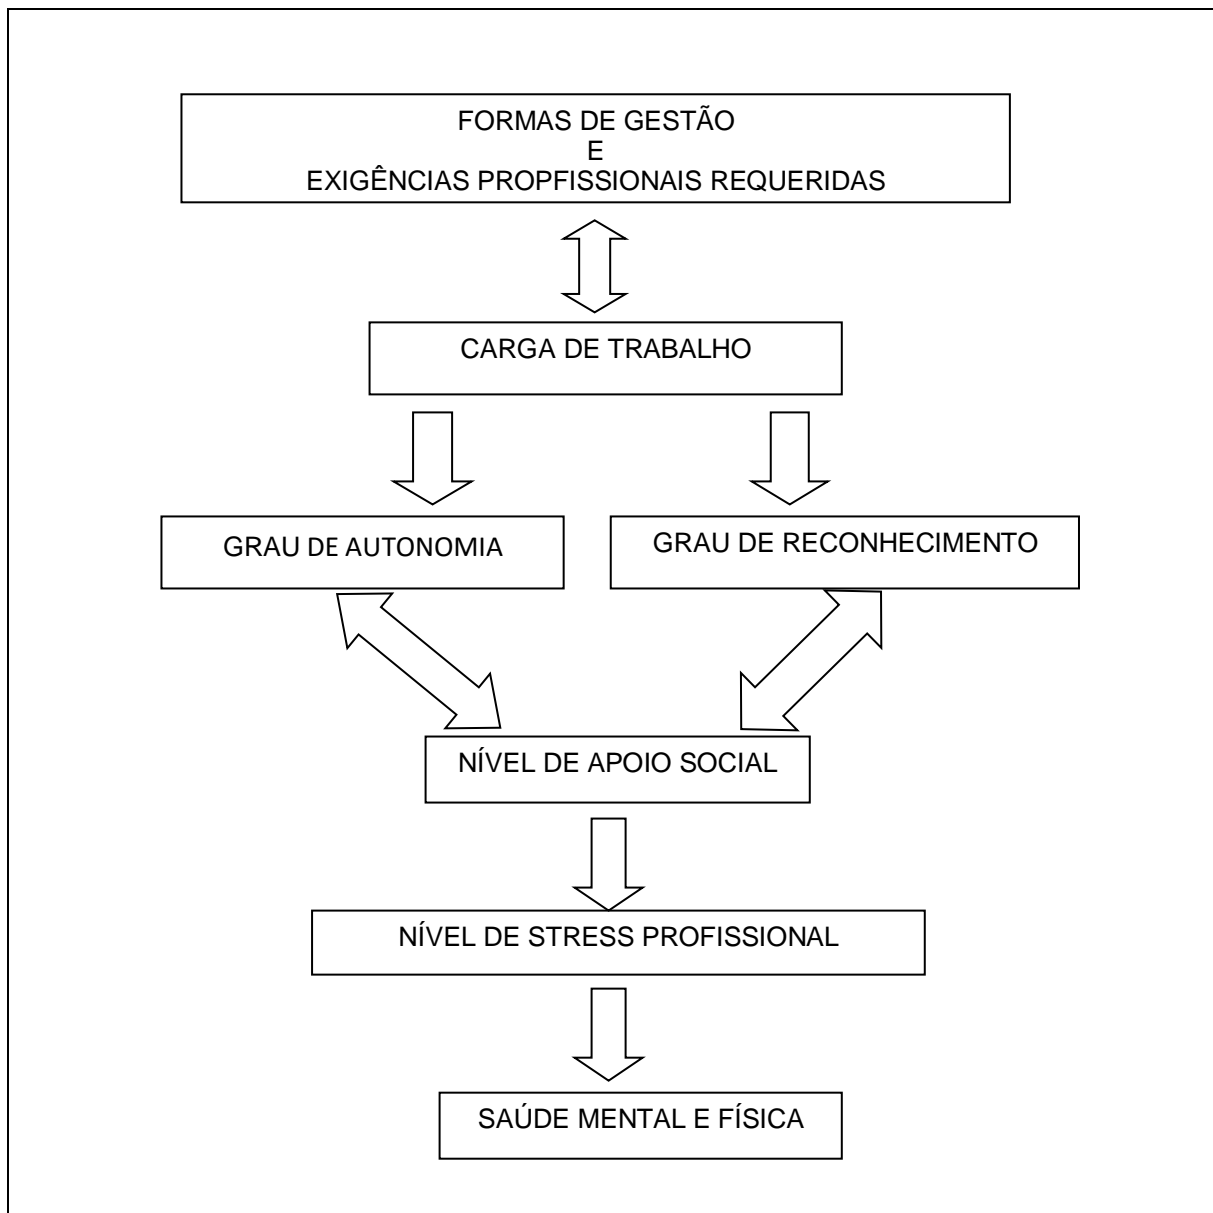 FORMAS DE GESTÃO
E
EXIGÊNCIAS PROPFISSIONAIS REQUERIDAS
CARGA DE TRABALHO
GRAU DE AUTONOMIA
GRAU DE RECONHECIMENTO
NÍVEL DE APOIO SOCIAL
NÍVEL DE STRESS PROFISSIONAL
SAÚDE MENTAL E FÍSICA